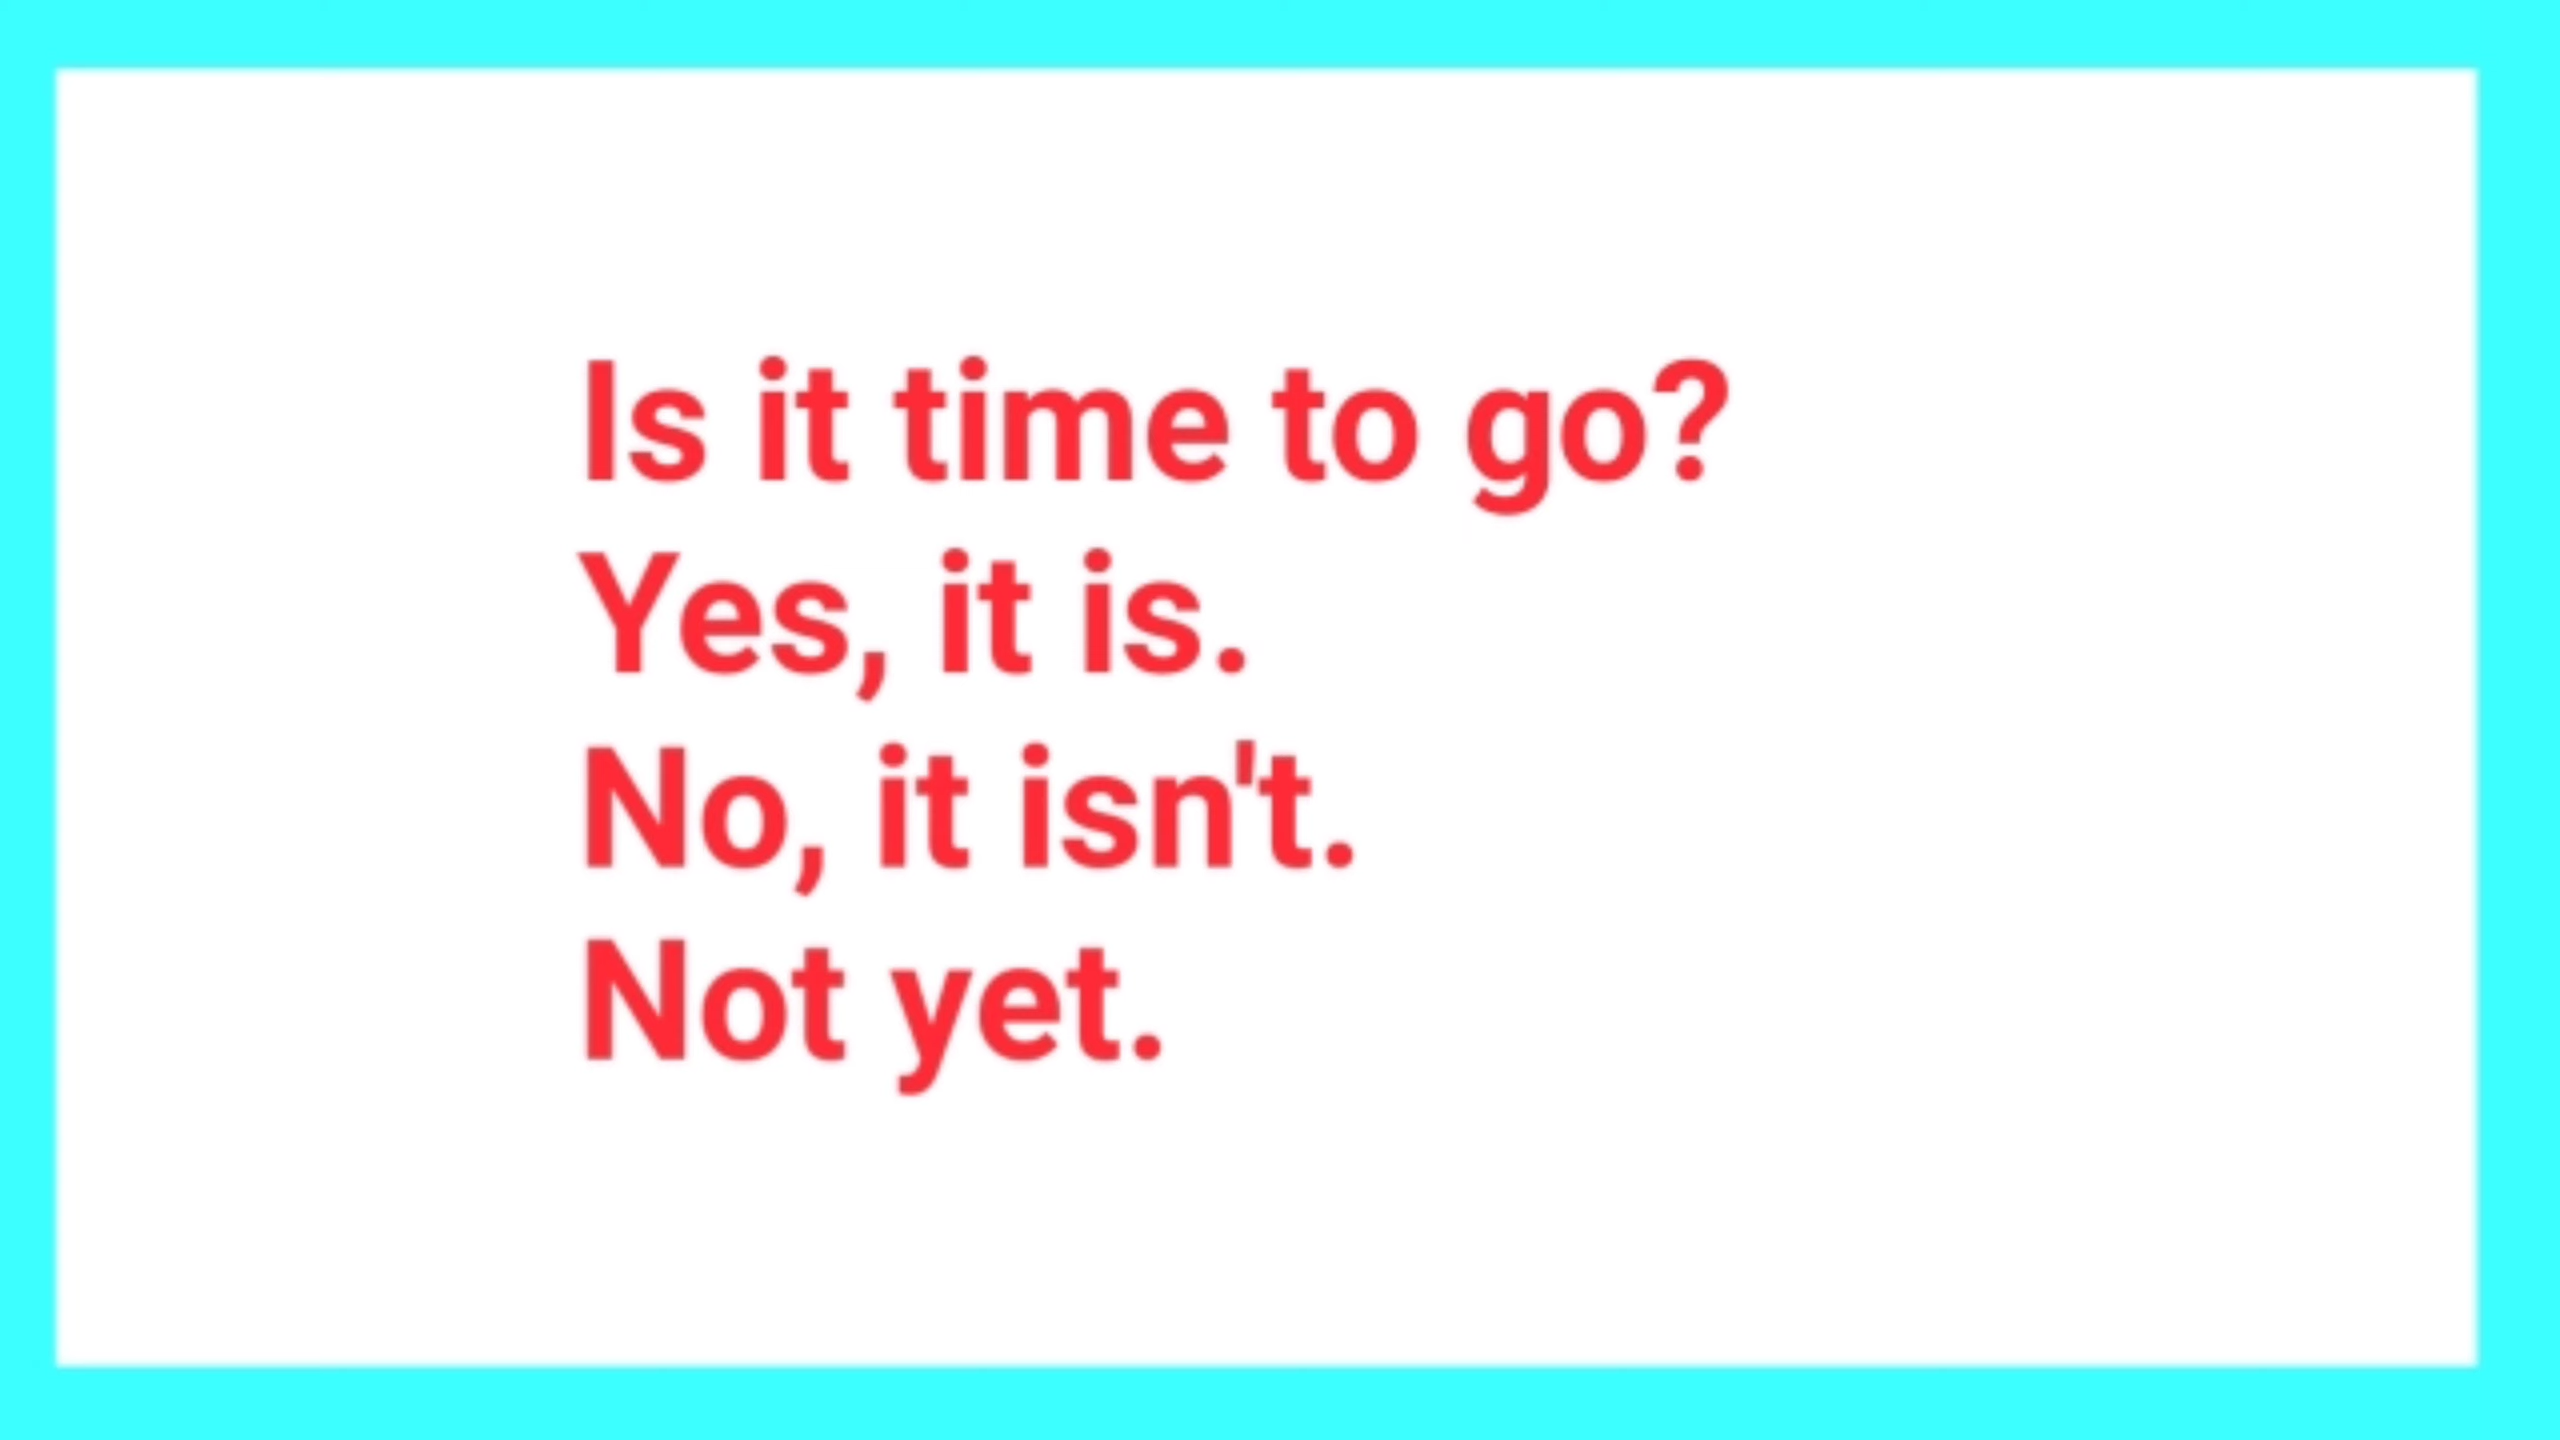 Is it time to go?
Yes, it is.
No, it isn't.
Not yet.